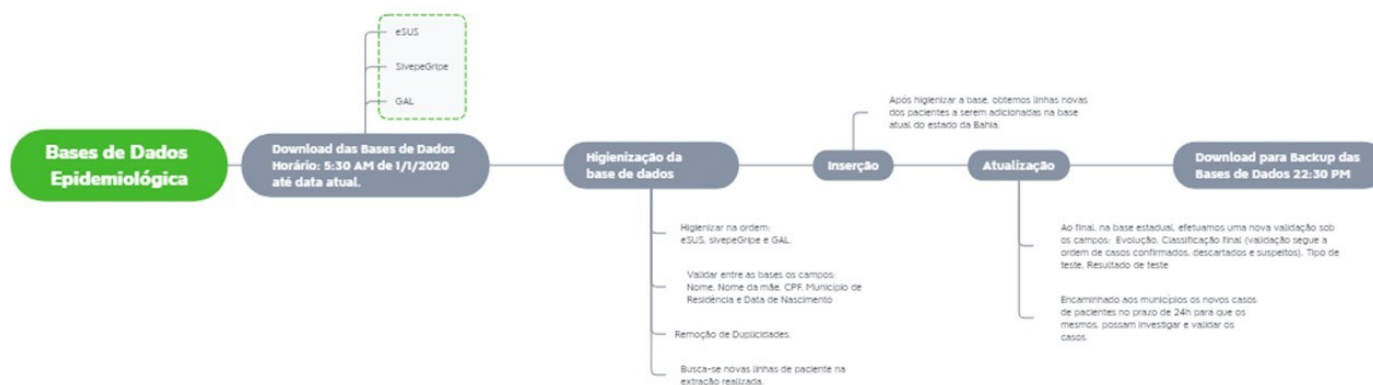 eSUS
SivepeGripe
GAL
Bases de Dados
Epidemiológica
Download das Bases de Dados
Horário: 5:30 AM de 1/1/2020
até data atual.
Higienização da
base de dados
Higienizar na ordem:
eSUS, sivepeGripe e GAL.
Validar entre as bases os campos:
Nome, Nome da mãe, CPF, Município de
Residência e Data de Nascimento
Remoção de Duplicidades.
Busca-se novas linhas de paciente na
extração realizada.
Após higienizar a base, obtemos linhas novas
dos pacientes a serem adicionadas na base
atual do estado da Bahia.
Inserção
Atualização
Ao final, na base estadual, efetuamos uma nova validação sob
os campos: Evolução, Classificação final (validação segue a
ordem de casos confirmados, descartados e suspeitos), Tipo de
teste, Resultado de teste
Encaminhado aos municípios os novos casos
de pacientes no prazo de 24h para que os
mesmos, possam investigar e validar os
casos.
Download para Backup das
Bases de Dados 22:30 PM